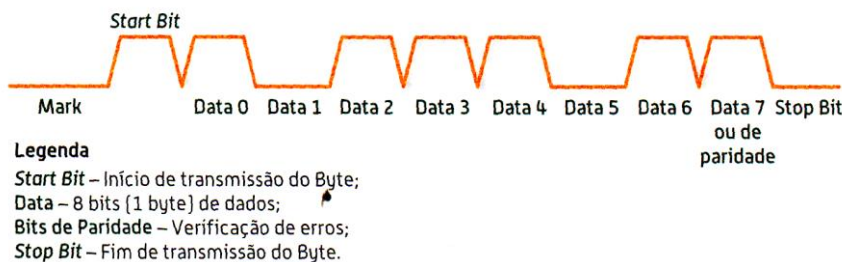 Start Bit
Mark Data 0 Data 1 Data 2 Data 3 Data 4 Data 5 Data 6 Data 7 ou de paridade Stop Bit
Legenda
Start Bit – Início de transmissão do Byte;
Data – 8 bits (1 byte) de dados;
Bits de Paridade – Verificação de erros;
Stop Bit – Fim de transmissão do Byte.